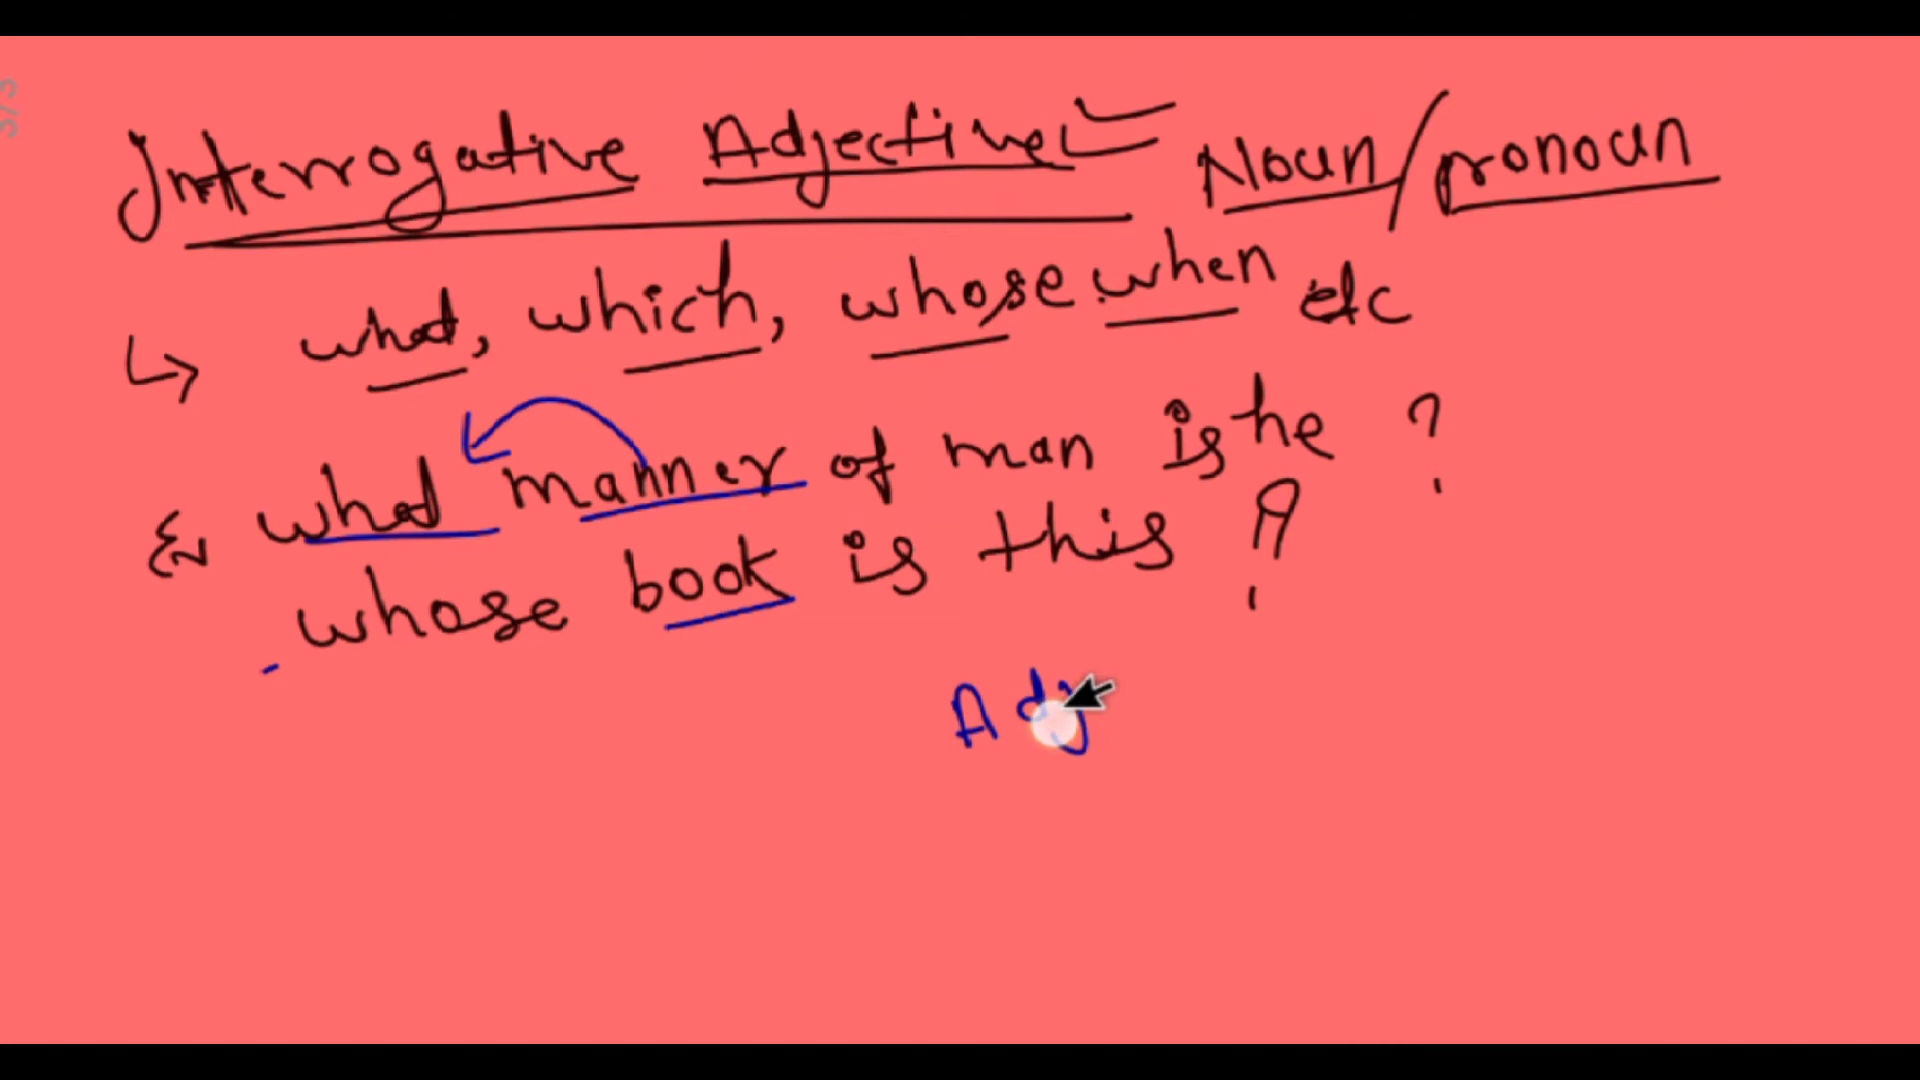 Interrogative Adjective :- Noun/pronoun
↳ what, which, whose when etc
Ex what manner of man is he ?
whose book is this ?
Adj